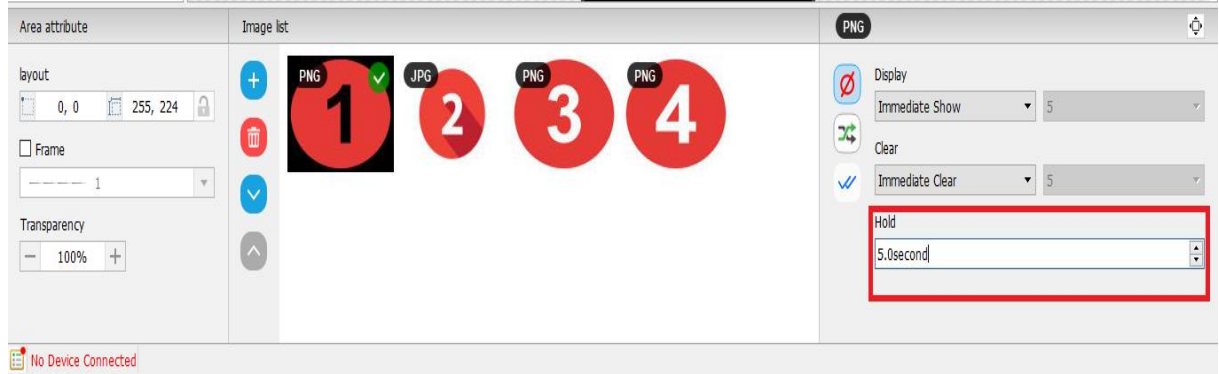 Area attribute
Image list
PNG
layout
0, 0
255, 224
Frame
1
Transparency
100%
PNG
JPG
PNG
PNG
1
2
3
4
Display
Immediate Show
5
Clear
Immediate Clear
5
Hold
5.0second
No Device Connected